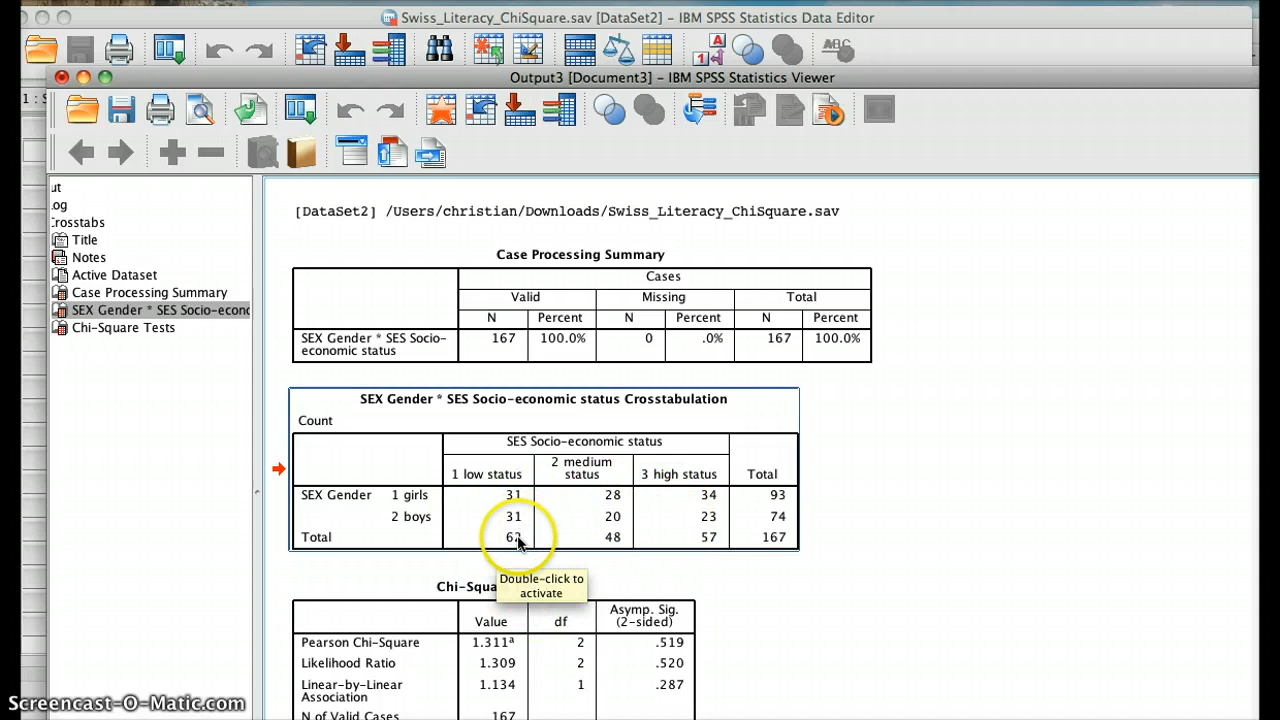 Swiss_Literacy_ChiSquare.sav [DataSet2] – IBM SPSS Statistics Data Editor
ABC
Output3 [Document3] – IBM SPSS Statistics Viewer
1 : S
ut
og
Crosstabs
Title
Notes
Active Dataset
Case Processing Summary
SEX Gender * SES Socio-econo
Chi-Square Tests
[DataSet2] /Users/christian/Downloads/Swiss_Literacy_ChiSquare.sav
Case Processing Summary
Cases
Valid Missing Total
N Percent N Percent N Percent
SEX Gender * SES Socio-economic status 167 100.0% 0 .0% 167 100.0%
SEX Gender * SES Socio-economic status Crosstabulation
Count
SES Socio-economic status
1 low status 2 medium status 3 high status Total
SEX Gender 1 girls 31 28 34 93
2 boys 31 20 23 74
Total 62 48 57 167
Double-click to
activate
Chi-Squa
Value df Asymp. Sig. (2-sided)
Pearson Chi-Square 1.311ª 2 .519
Likelihood Ratio 1.309 2 .520
Linear-by-Linear Association 1.134 1 .287
N of Valid Cases 167
Screencast-O-Matic.com